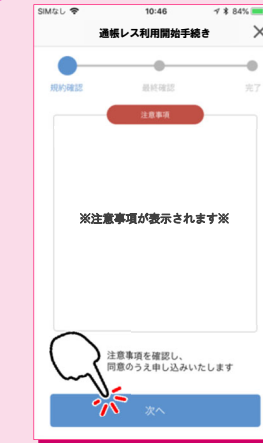 SIMなし 10:46 84%
通帳レス利用開始手続き ×
規約確認 最終確認 完了
注意事項
※注意事項が表示されます※
注意事項を確認し、
同意のうえ申し込みいたします
次へ